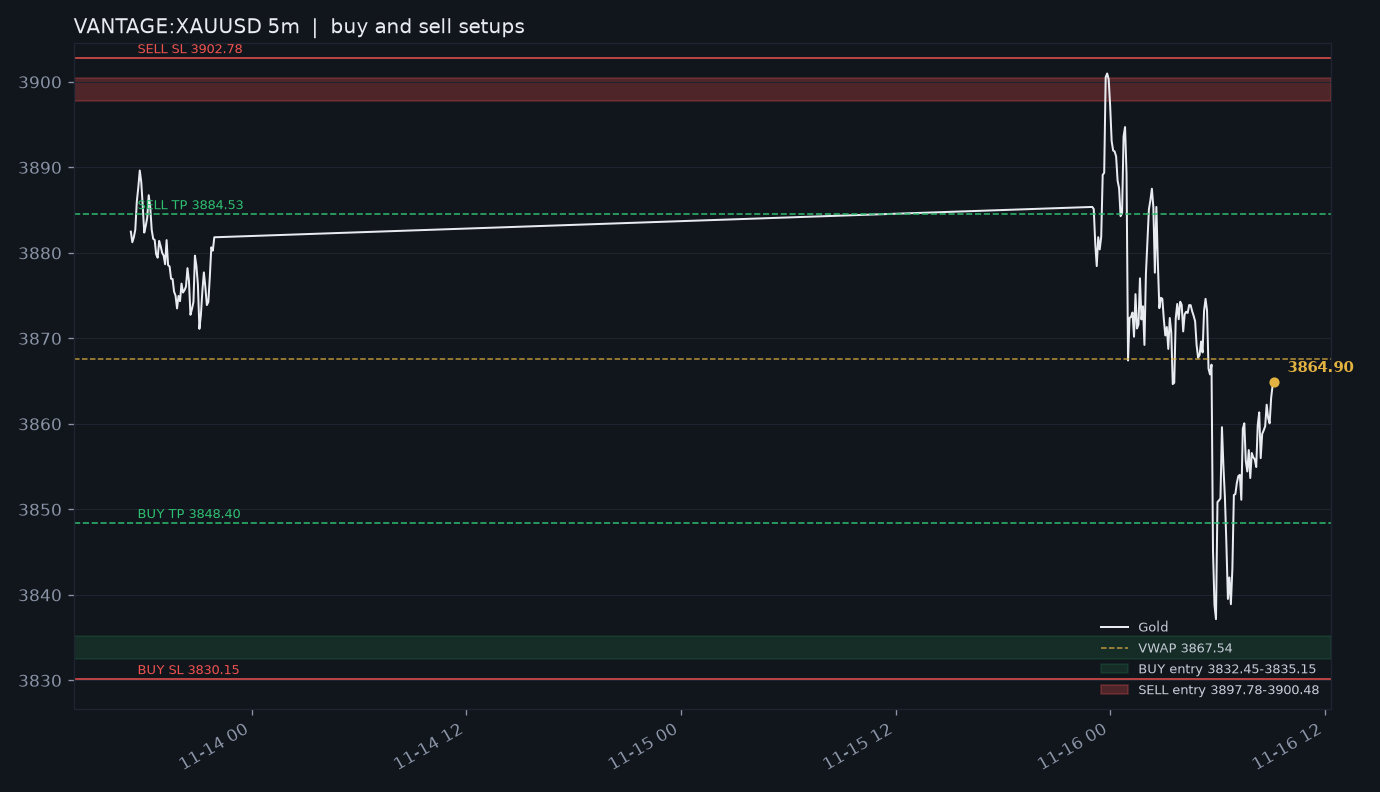 VANTAGE:XAUUSD 5m | buy and sell setups
SELL SL 3902.78
3900
3890
SELL TP 3884.53
3880
3870
3864.90
3860
3850
BUY TP 3848.40
3840
Gold
VWAP 3867.54
BUY entry 3832.45-3835.15
SELL entry 3897.78-3900.48
BUY SL 3830.15
3830
11-14 00
11-14 12
11-15 00
11-15 12
11-16 00
11-16 12